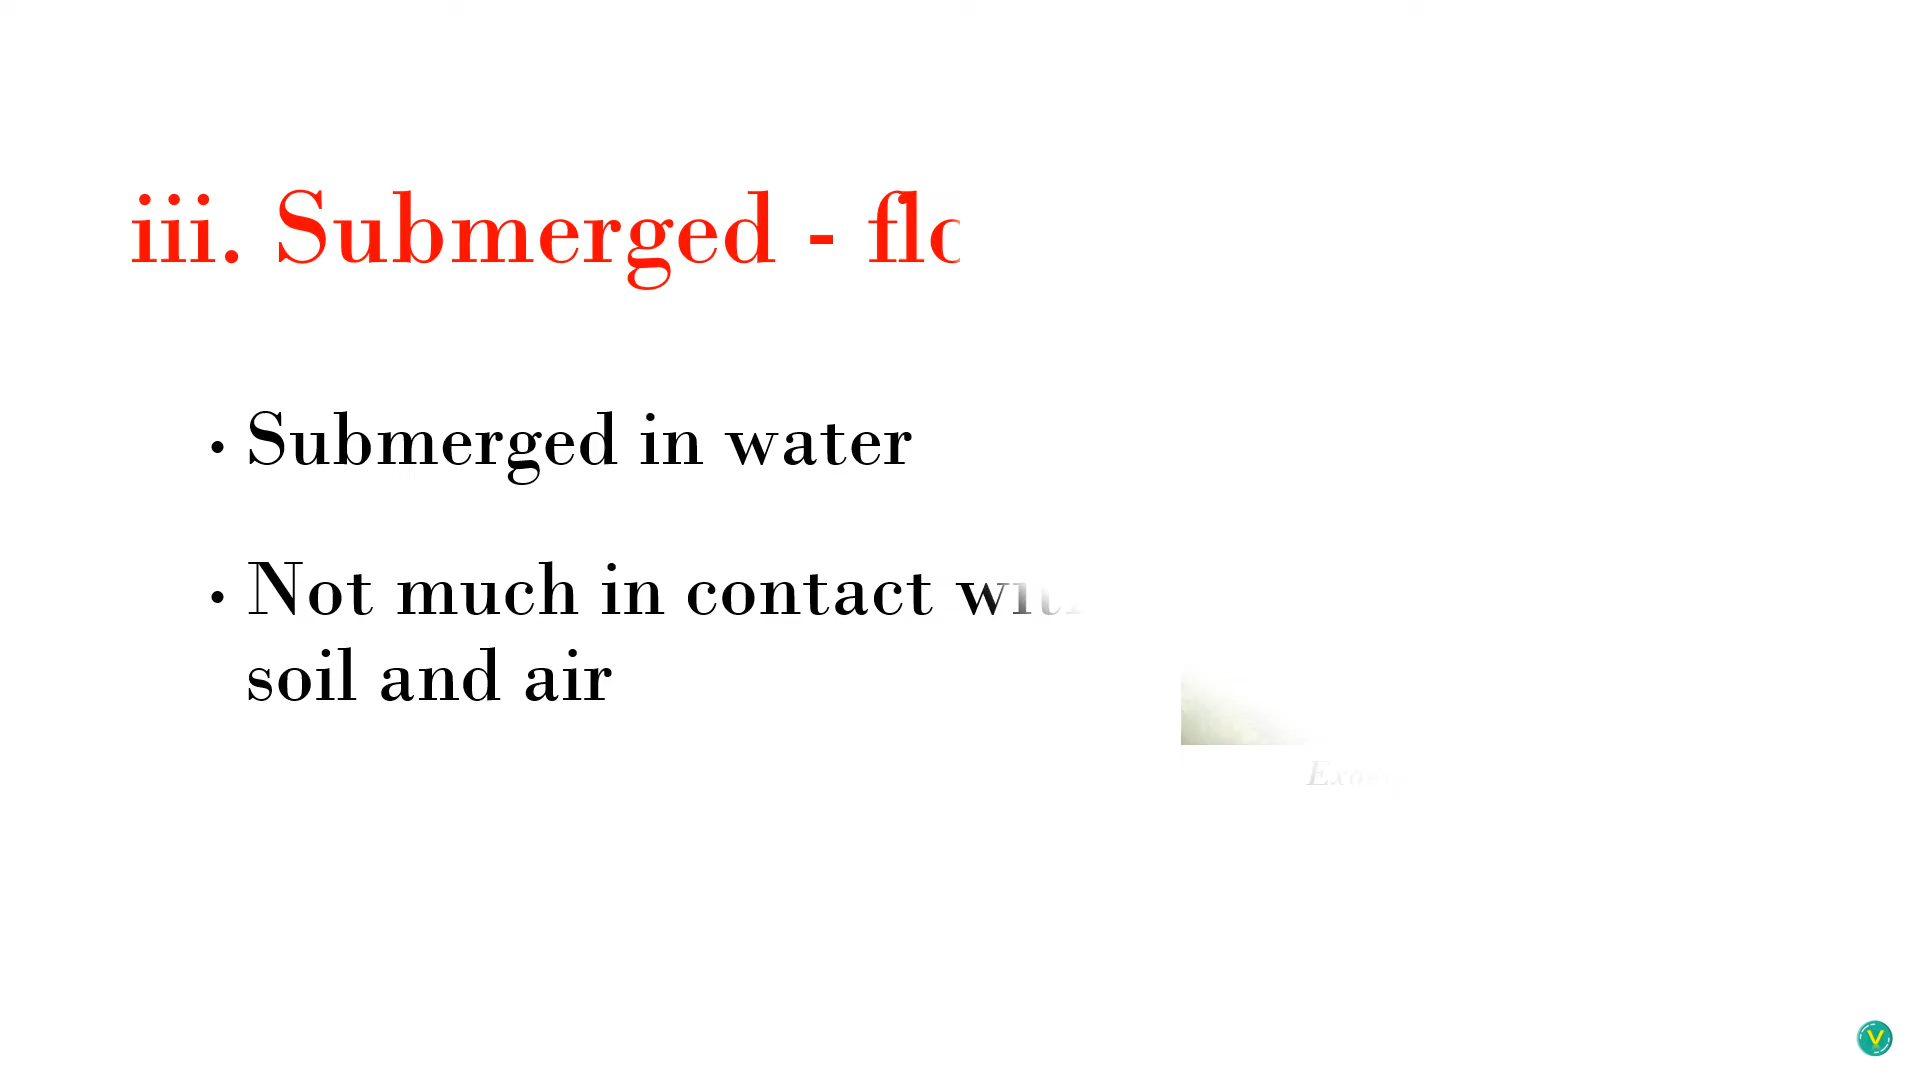 iii. Submerged - flo
• Submerged in water
• Not much in contact with
soil and air
V